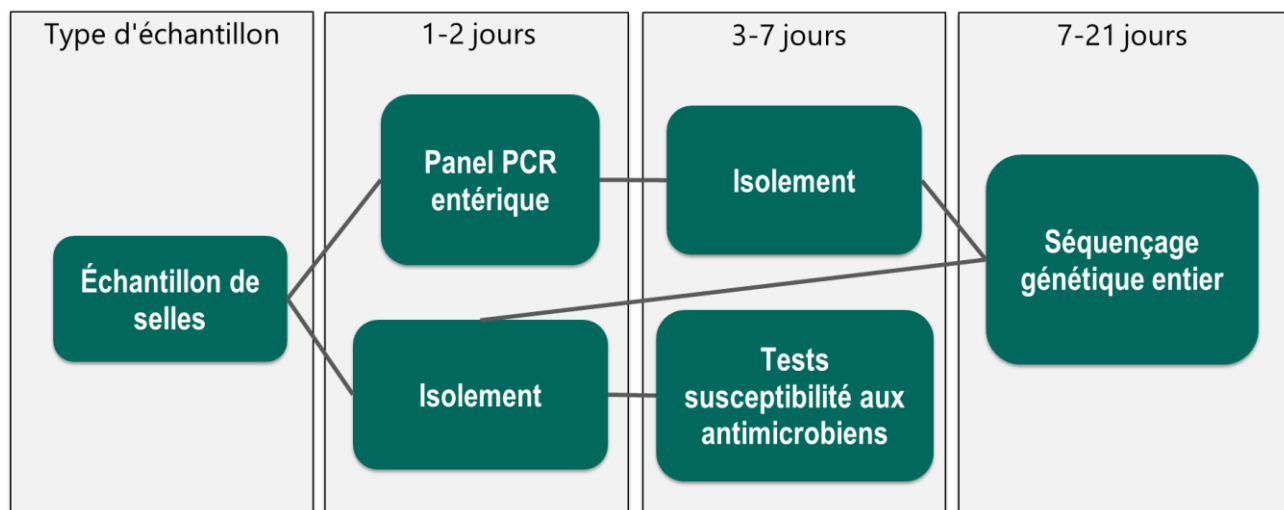 Type d'échantillon
1-2 jours
3-7 jours
7-21 jours
Échantillon de
selles
Panel PCR
entérique
Isolement
Isolement
Tests
susceptibilité aux
antimicrobiens
Séquençage
génétique entier